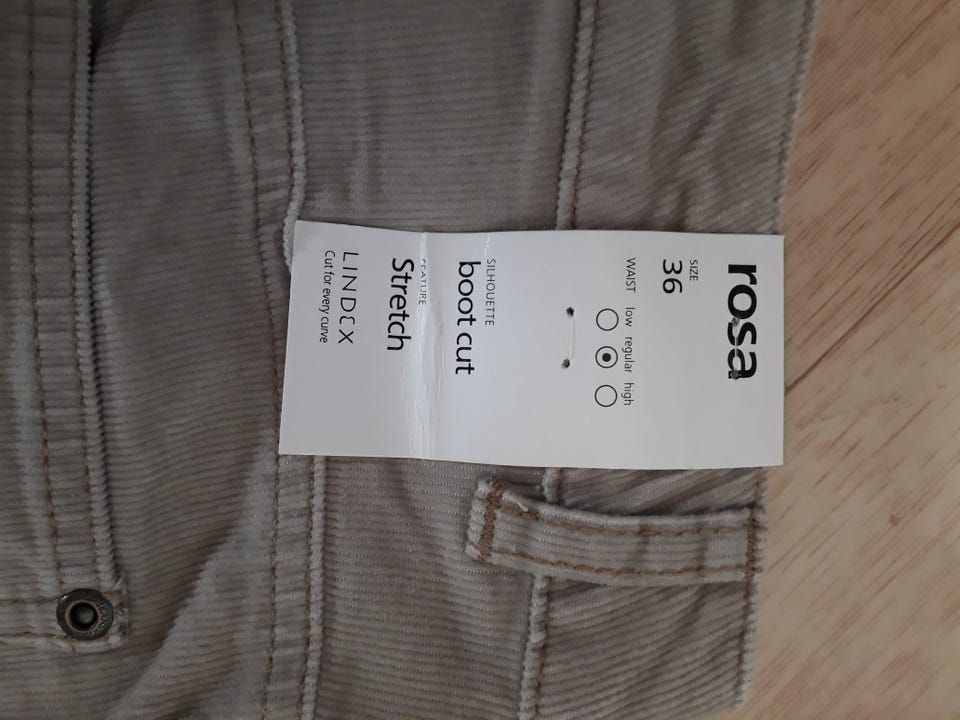 rosa
SIZE
36
WAIST low regular high
SILHOUETTE
boot cut
FEATURE
Stretch
LINDEX
Cut for every curve